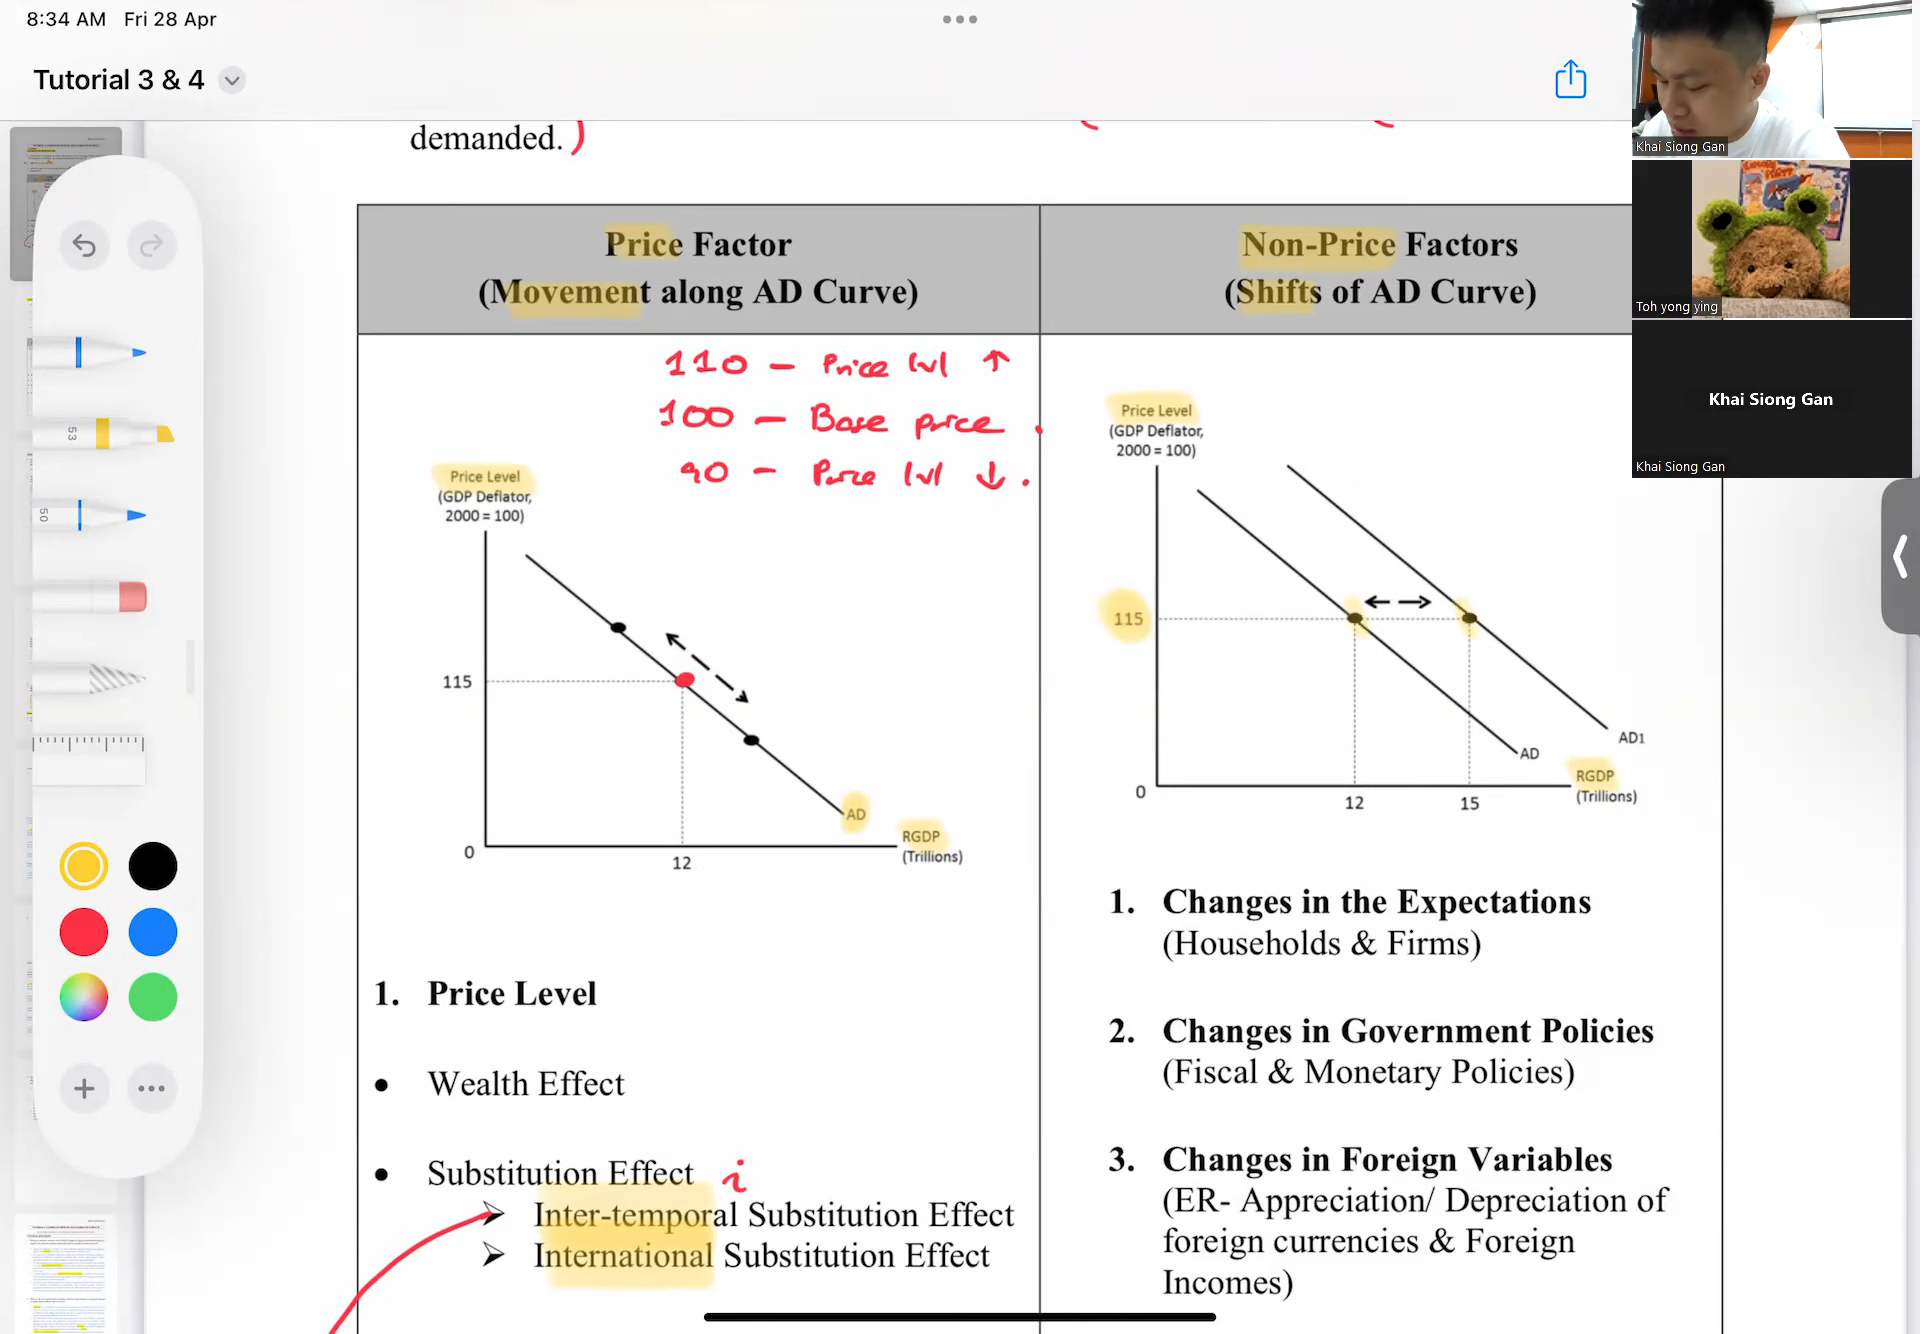 8:34 AM Fri 28 Apr
Tutorial 3 & 4
demanded. )
Price Factor
(Movement along AD Curve)
Non-Price Factors
(Shifts of AD Curve)
110 - Price lvl ↑
100 - Base price .
90 - Price lvl ↓ .
Price Level
(GDP Deflator,
2000 = 100)
115
0
12
AD
RGDP
(Trillions)
1. Price Level
• Wealth Effect
• Substitution Effect i
➢ Inter-temporal Substitution Effect
➢ International Substitution Effect
Price Level
(GDP Deflator,
2000 = 100)
115
0
12
15
AD
AD1
RGDP
(Trillions)
1. Changes in the Expectations
(Households & Firms)
2. Changes in Government Policies
(Fiscal & Monetary Policies)
3. Changes in Foreign Variables
(ER- Appreciation/ Depreciation of
foreign currencies & Foreign
Incomes)
53
50
Khai Siong Gan
Toh yong ying
Khai Siong Gan
Khai Siong Gan